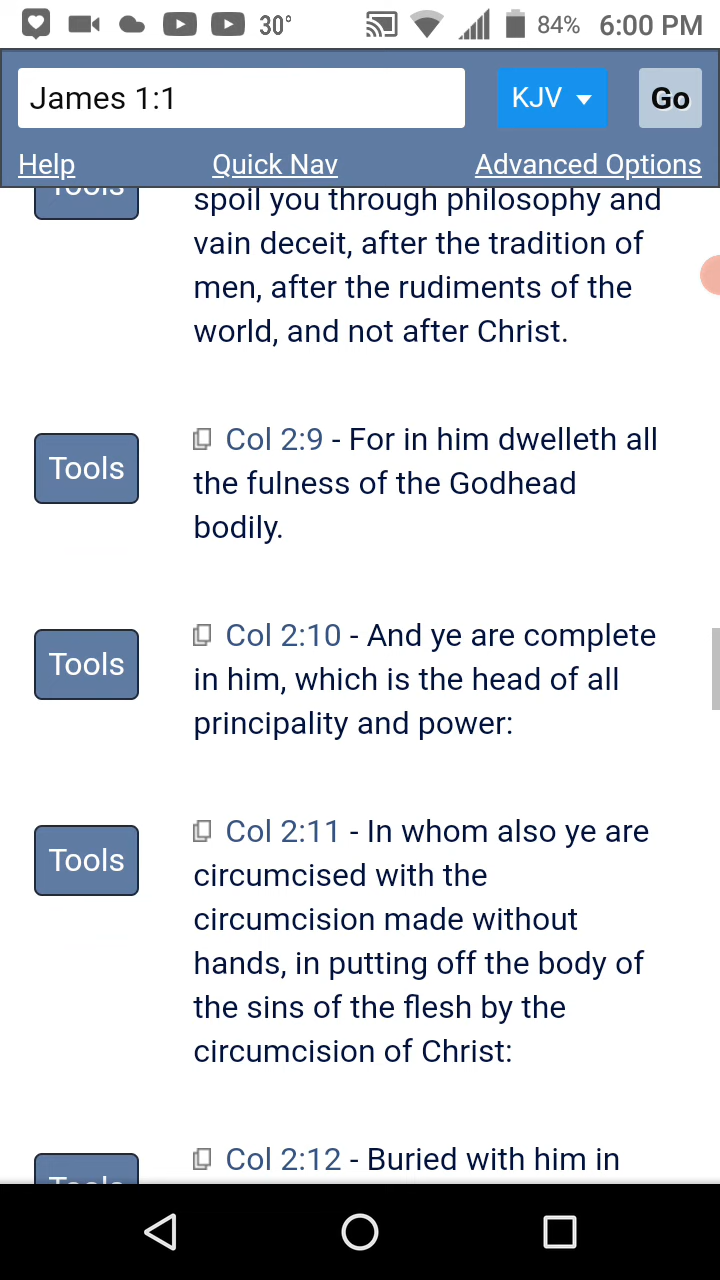 30° 84% 6:00 PM
James 1:1 KJV Go
Help Quick Nav Advanced Options
Tools spoil you through philosophy and
vain deceit, after the tradition of
men, after the rudiments of the
world, and not after Christ.
Tools Col 2:9 - For in him dwelleth all
the fulness of the Godhead
bodily.
Tools Col 2:10 - And ye are complete
in him, which is the head of all
principality and power:
Tools Col 2:11 - In whom also ye are
circumcised with the
circumcision made without
hands, in putting off the body of
the sins of the flesh by the
circumcision of Christ:
Tools Col 2:12 - Buried with him in